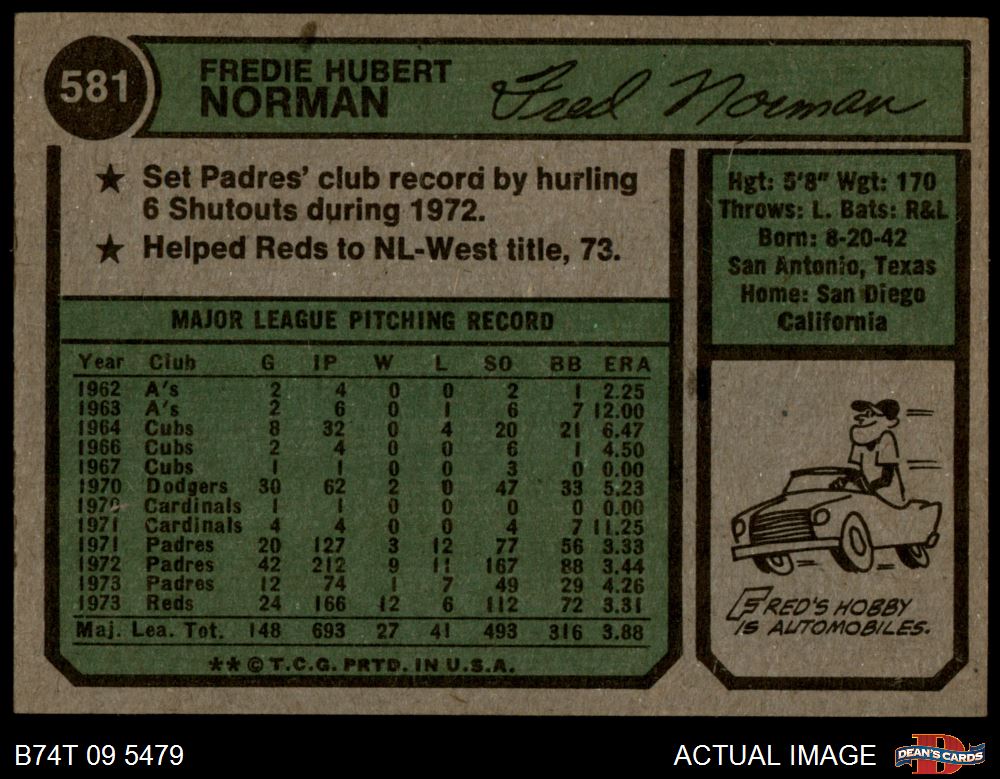 581
FREDIE HUBERT
NORMAN
Fred Norman
★ Set Padres' club record by hurling
6 Shutouts during 1972.
★ Helped Reds to NL-West title, 73.
Hgt: 5'8" Wgt: 170
Throws: L. Bats: R&L
Born: 8-20-42
San Antonio, Texas
Home: San Diego
California
MAJOR LEAGUE PITCHING RECORD
Year Club G IP W L SO BB ERA
1962 A's 2 4 0 0 2 1 2.25
1963 A's 2 6 0 1 6 7 12.00
1964 Cubs 8 32 0 4 20 21 6.47
1966 Cubs 2 4 0 0 6 1 4.50
1967 Cubs 1 1 0 0 3 0 0.00
1970 Dodgers 30 62 2 0 47 33 5.23
1970 Cardinals 1 1 0 0 0 0 0.00
1971 Cardinals 4 4 0 0 4 7 11.25
1971 Padres 20 127 3 12 77 56 3.33
1972 Padres 42 212 9 11 167 88 3.44
1973 Padres 12 74 1 7 49 29 4.26
1973 Reds 24 166 12 6 112 72 3.31
Maj. Lea. Tot. 148 693 27 41 493 316 3.88
** © T.C.G. PRTD. IN U.S.A.
FRED'S HOBBY
IS AUTOMOBILES.
B74T 09 5479
ACTUAL IMAGE
D
DEAN'S CARDS